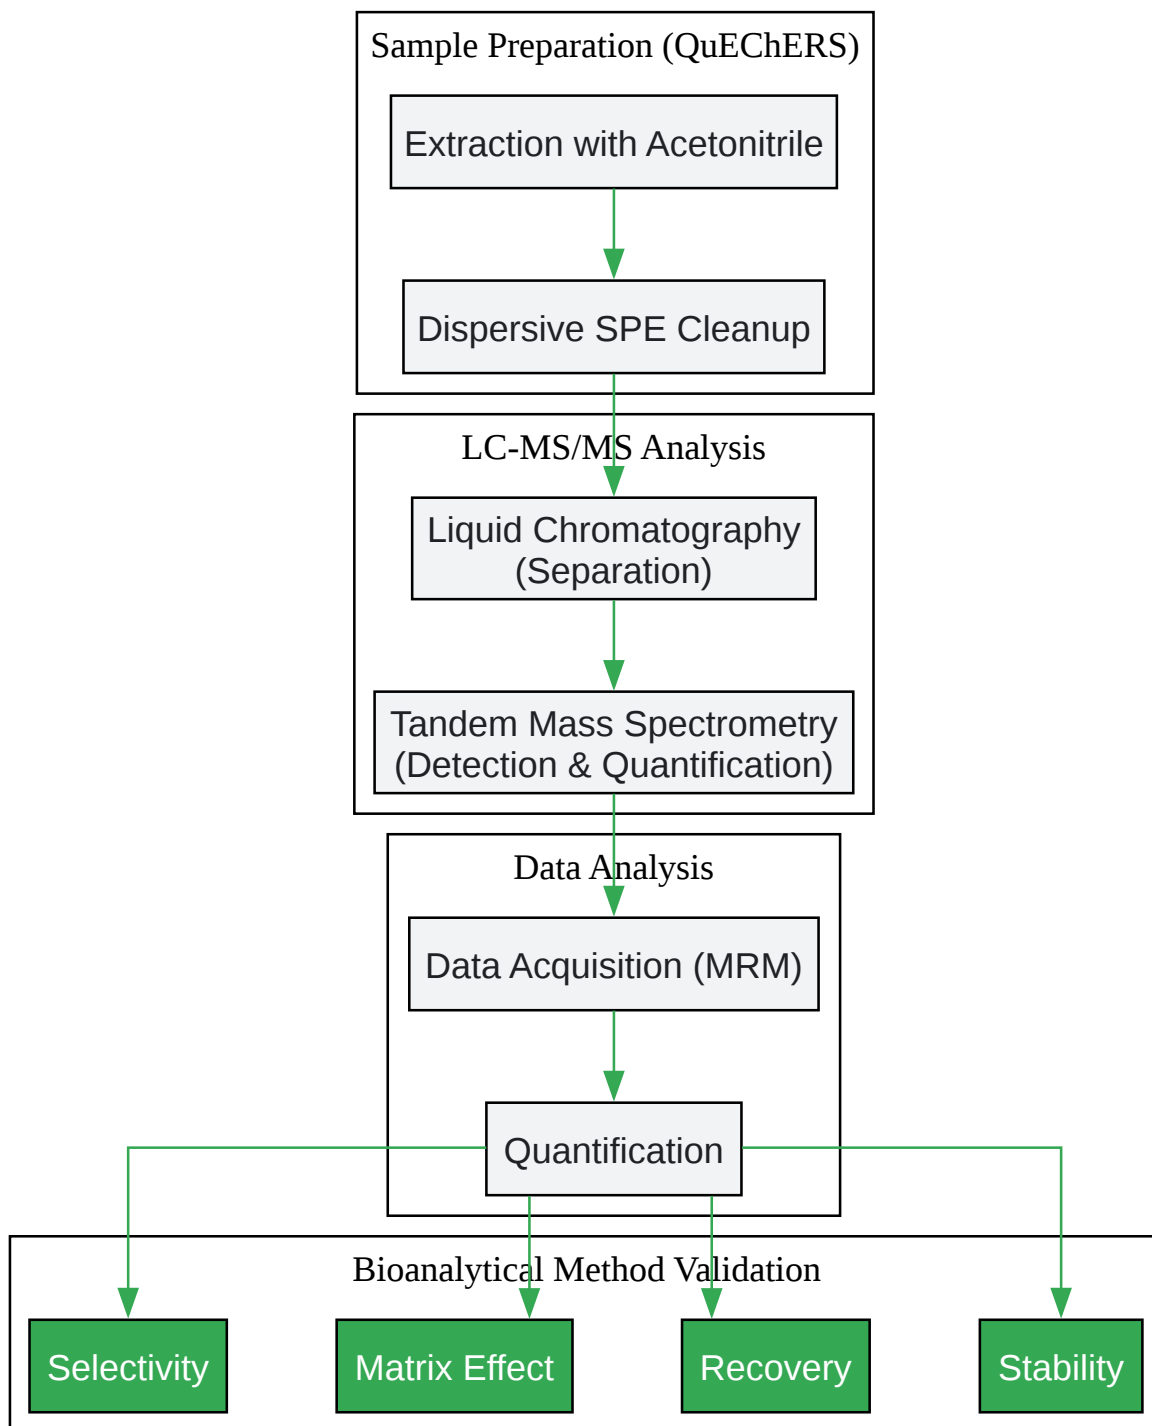 Sample Preparation (QuEChERS)
Extraction with Acetonitrile
Dispersive SPE Cleanup
LC-MS/MS Analysis
Liquid Chromatography
(Separation)
Tandem Mass Spectrometry
(Detection & Quantification)
Data Analysis
Data Acquisition (MRM)
Quantification
Bioanalytical Method Validation
Selectivity
Matrix Effect
Recovery
Stability